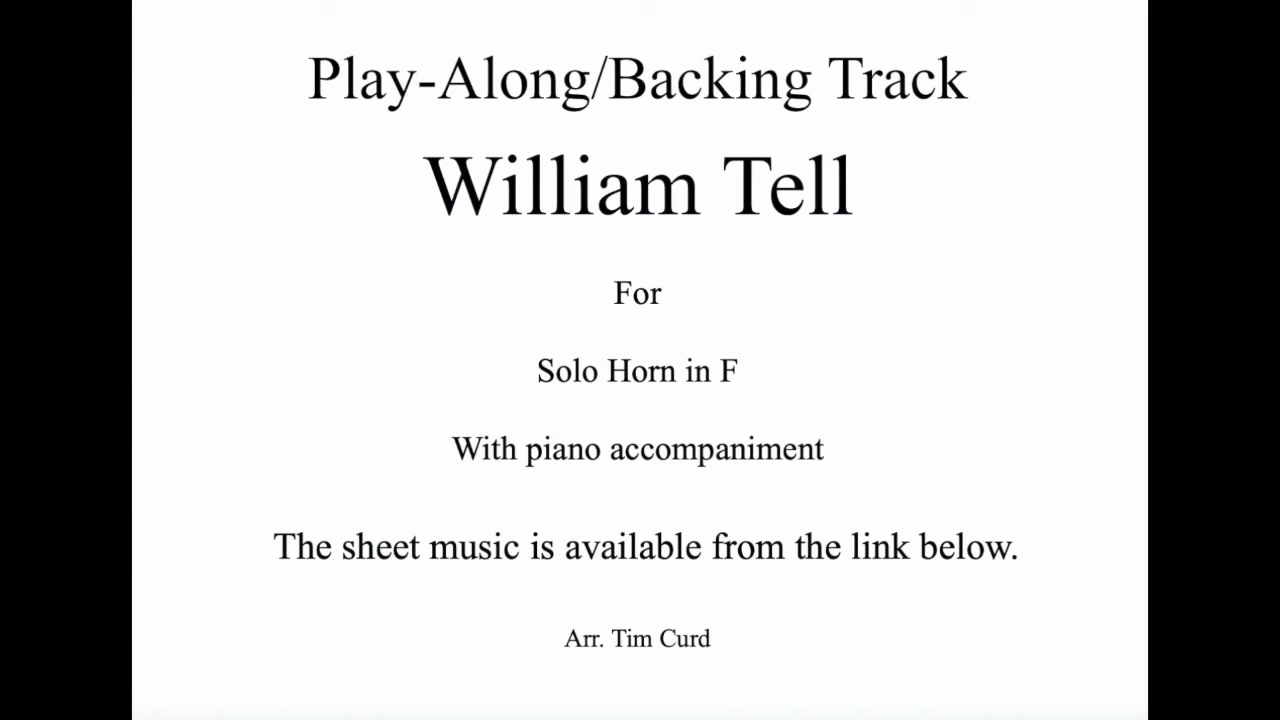 Play-Along/Backing Track
William Tell
For
Solo Horn in F
With piano accompaniment
The sheet music is available from the link below.
Arr. Tim Curd